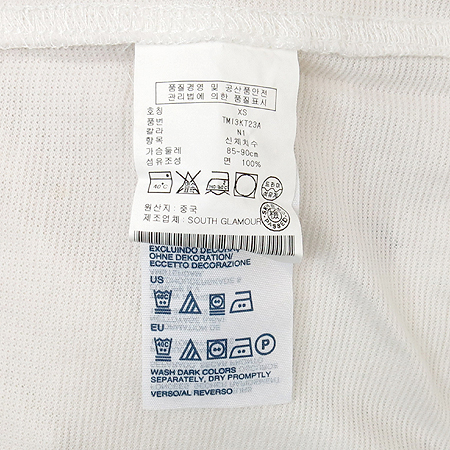 품질경영 및 공산품안전
관리법에 의한 품질표시
호칭 XS
품번 TM13KT23A
칼라 N1
항목 신체치수
가슴둘레 85-90cm
섬유조성 면 100%
40℃
원산지: 중국
제조업체: SOUTH GLAMOUR
EXCLUDING DECORA
OHNE DEKORATION/
ECCETTO DECORAZIONE
US
EU
P
WASH DARK COLORS
SEPARATELY, DRY PROMPTLY
VERSO/AL REVERSO